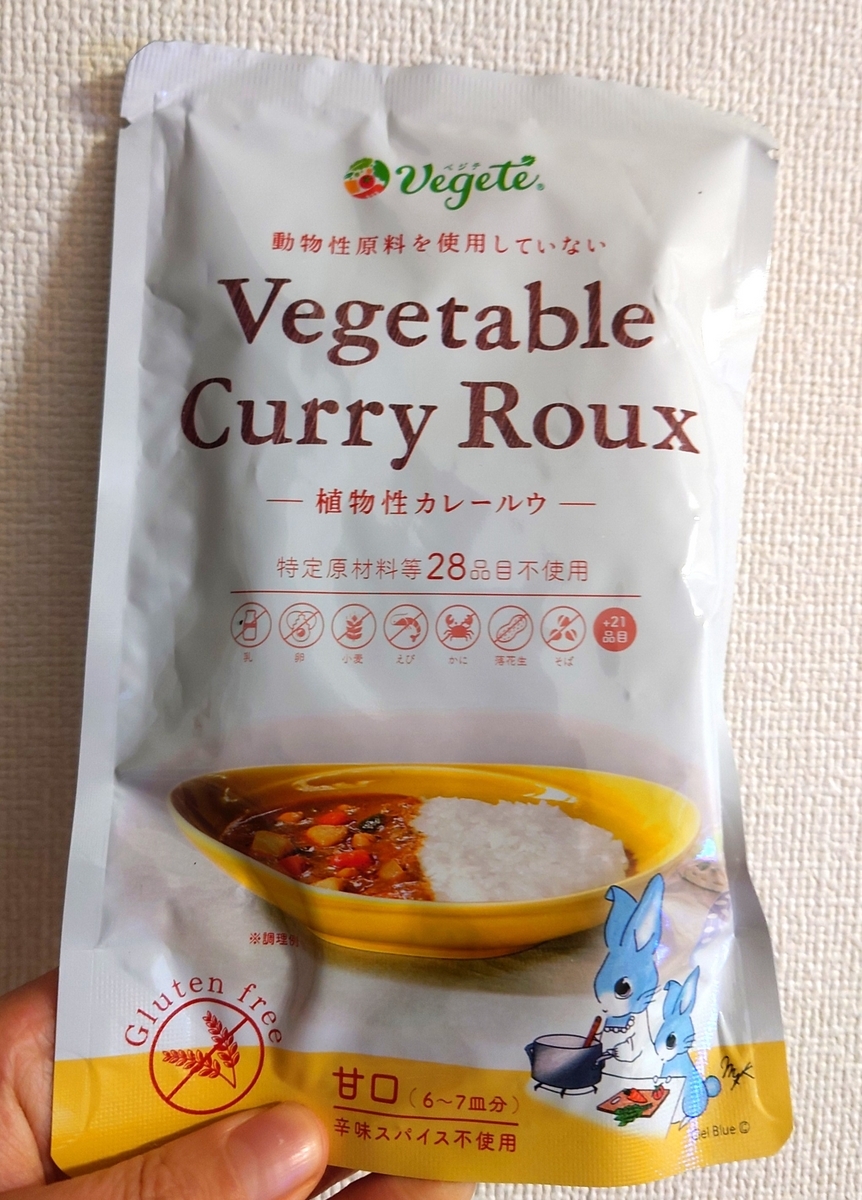 ベジテ
Vegete®
動物性原料を使用していない
Vegetable
Curry Roux
植物性カレールウ
特定原材料等28品目不使用
乳 卵 小麦 えび かに 落花生 そば +21品目
※調理例
Gluten free
甘口（6〜7皿分）
辛味スパイス不使用
Blue ©